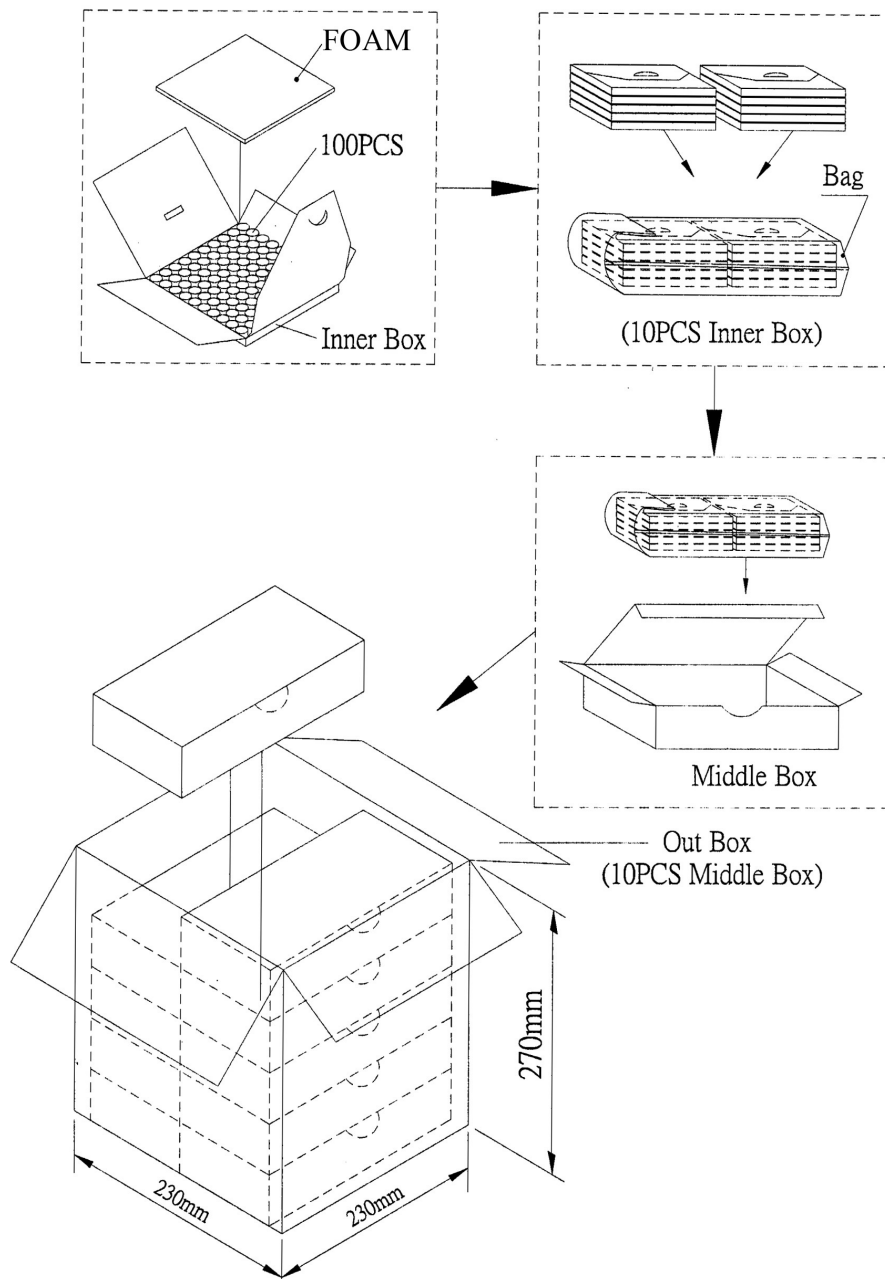 FOAM
100PCS
Inner Box
Bag
(10PCS Inner Box)
Middle Box
Out Box
(10PCS Middle Box)
270mm
230mm
230mm